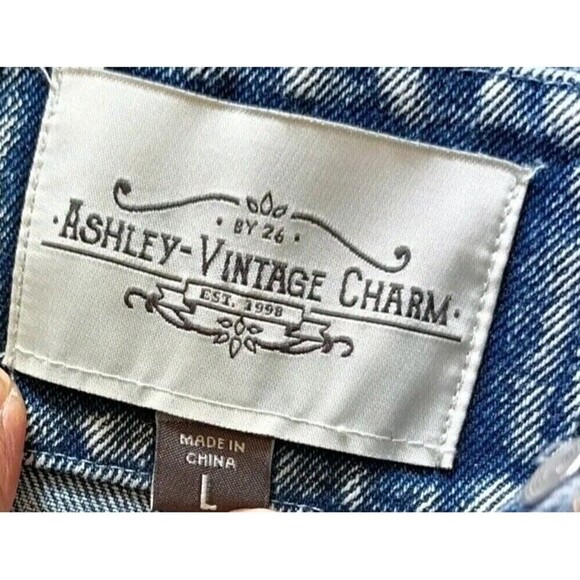 · BY 26 ·
· ASHLEY-VINTAGE CHARM ·
EST. 1998
MADE IN
CHINA
L